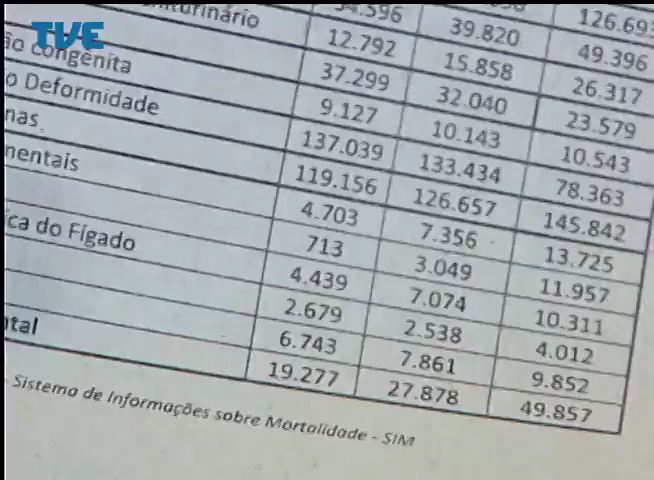 TVE
turinário 12.792 15.858 26.317
34.596 39.820 49.396
37.299 32.040 23.579
ão congênita 9.127 10.143 10.543
o Deformidade 137.039 133.434 78.363
nas 119.156 126.657 145.842
mentais 4.703 7.356 13.725
713 3.049 11.957
ca do Fígado 4.439 7.074 10.311
2.679 2.538 4.012
6.743 7.861 9.852
tal 19.277 27.878 49.857
Sistema de Informações sobre Mortalidade - SIM